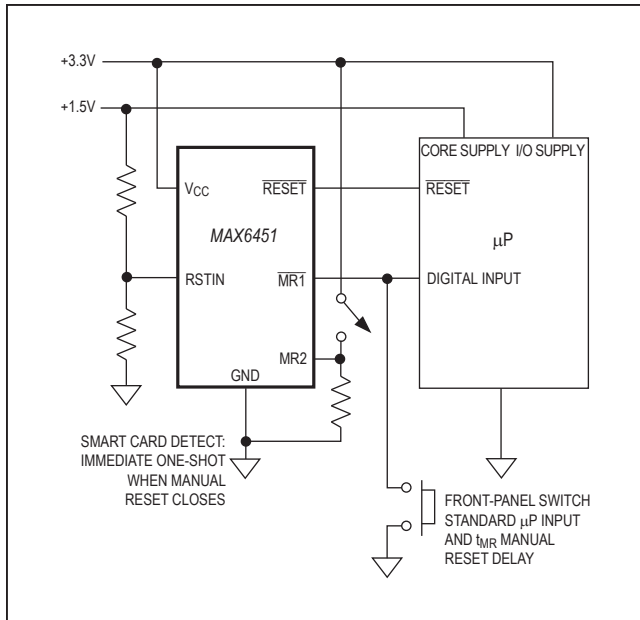 +3.3V
+1.5V
CORE SUPPLY I/O SUPPLY
VCC
RESET
RESET
MAX6451
μP
RSTIN
MR1
DIGITAL INPUT
MR2
GND
SMART CARD DETECT:
IMMEDIATE ONE-SHOT
WHEN MANUAL
RESET CLOSES
FRONT-PANEL SWITCH
STANDARD μP INPUT
AND tMR MANUAL
RESET DELAY